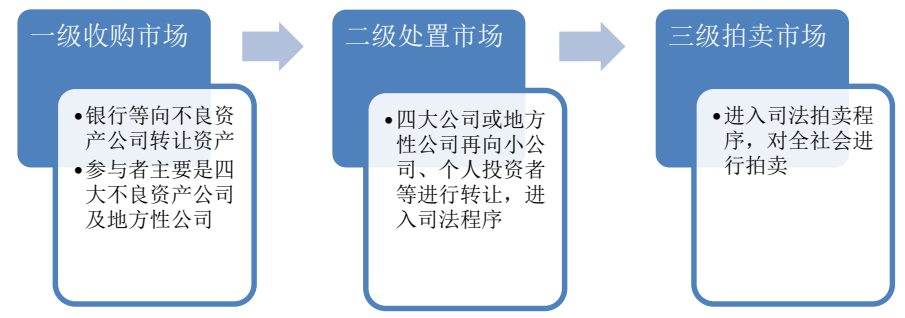 一级收购市场
•银行等向不良资
产公司转让资产
•参与者主要是四
大不良资产公司
及地方性公司
二级处置市场
•四大公司或地方
性公司再向小公
司、个人投资者
等进行转让，进
入司法程序
三级拍卖市场
•进入司法拍卖程
序，对全社会进
行拍卖